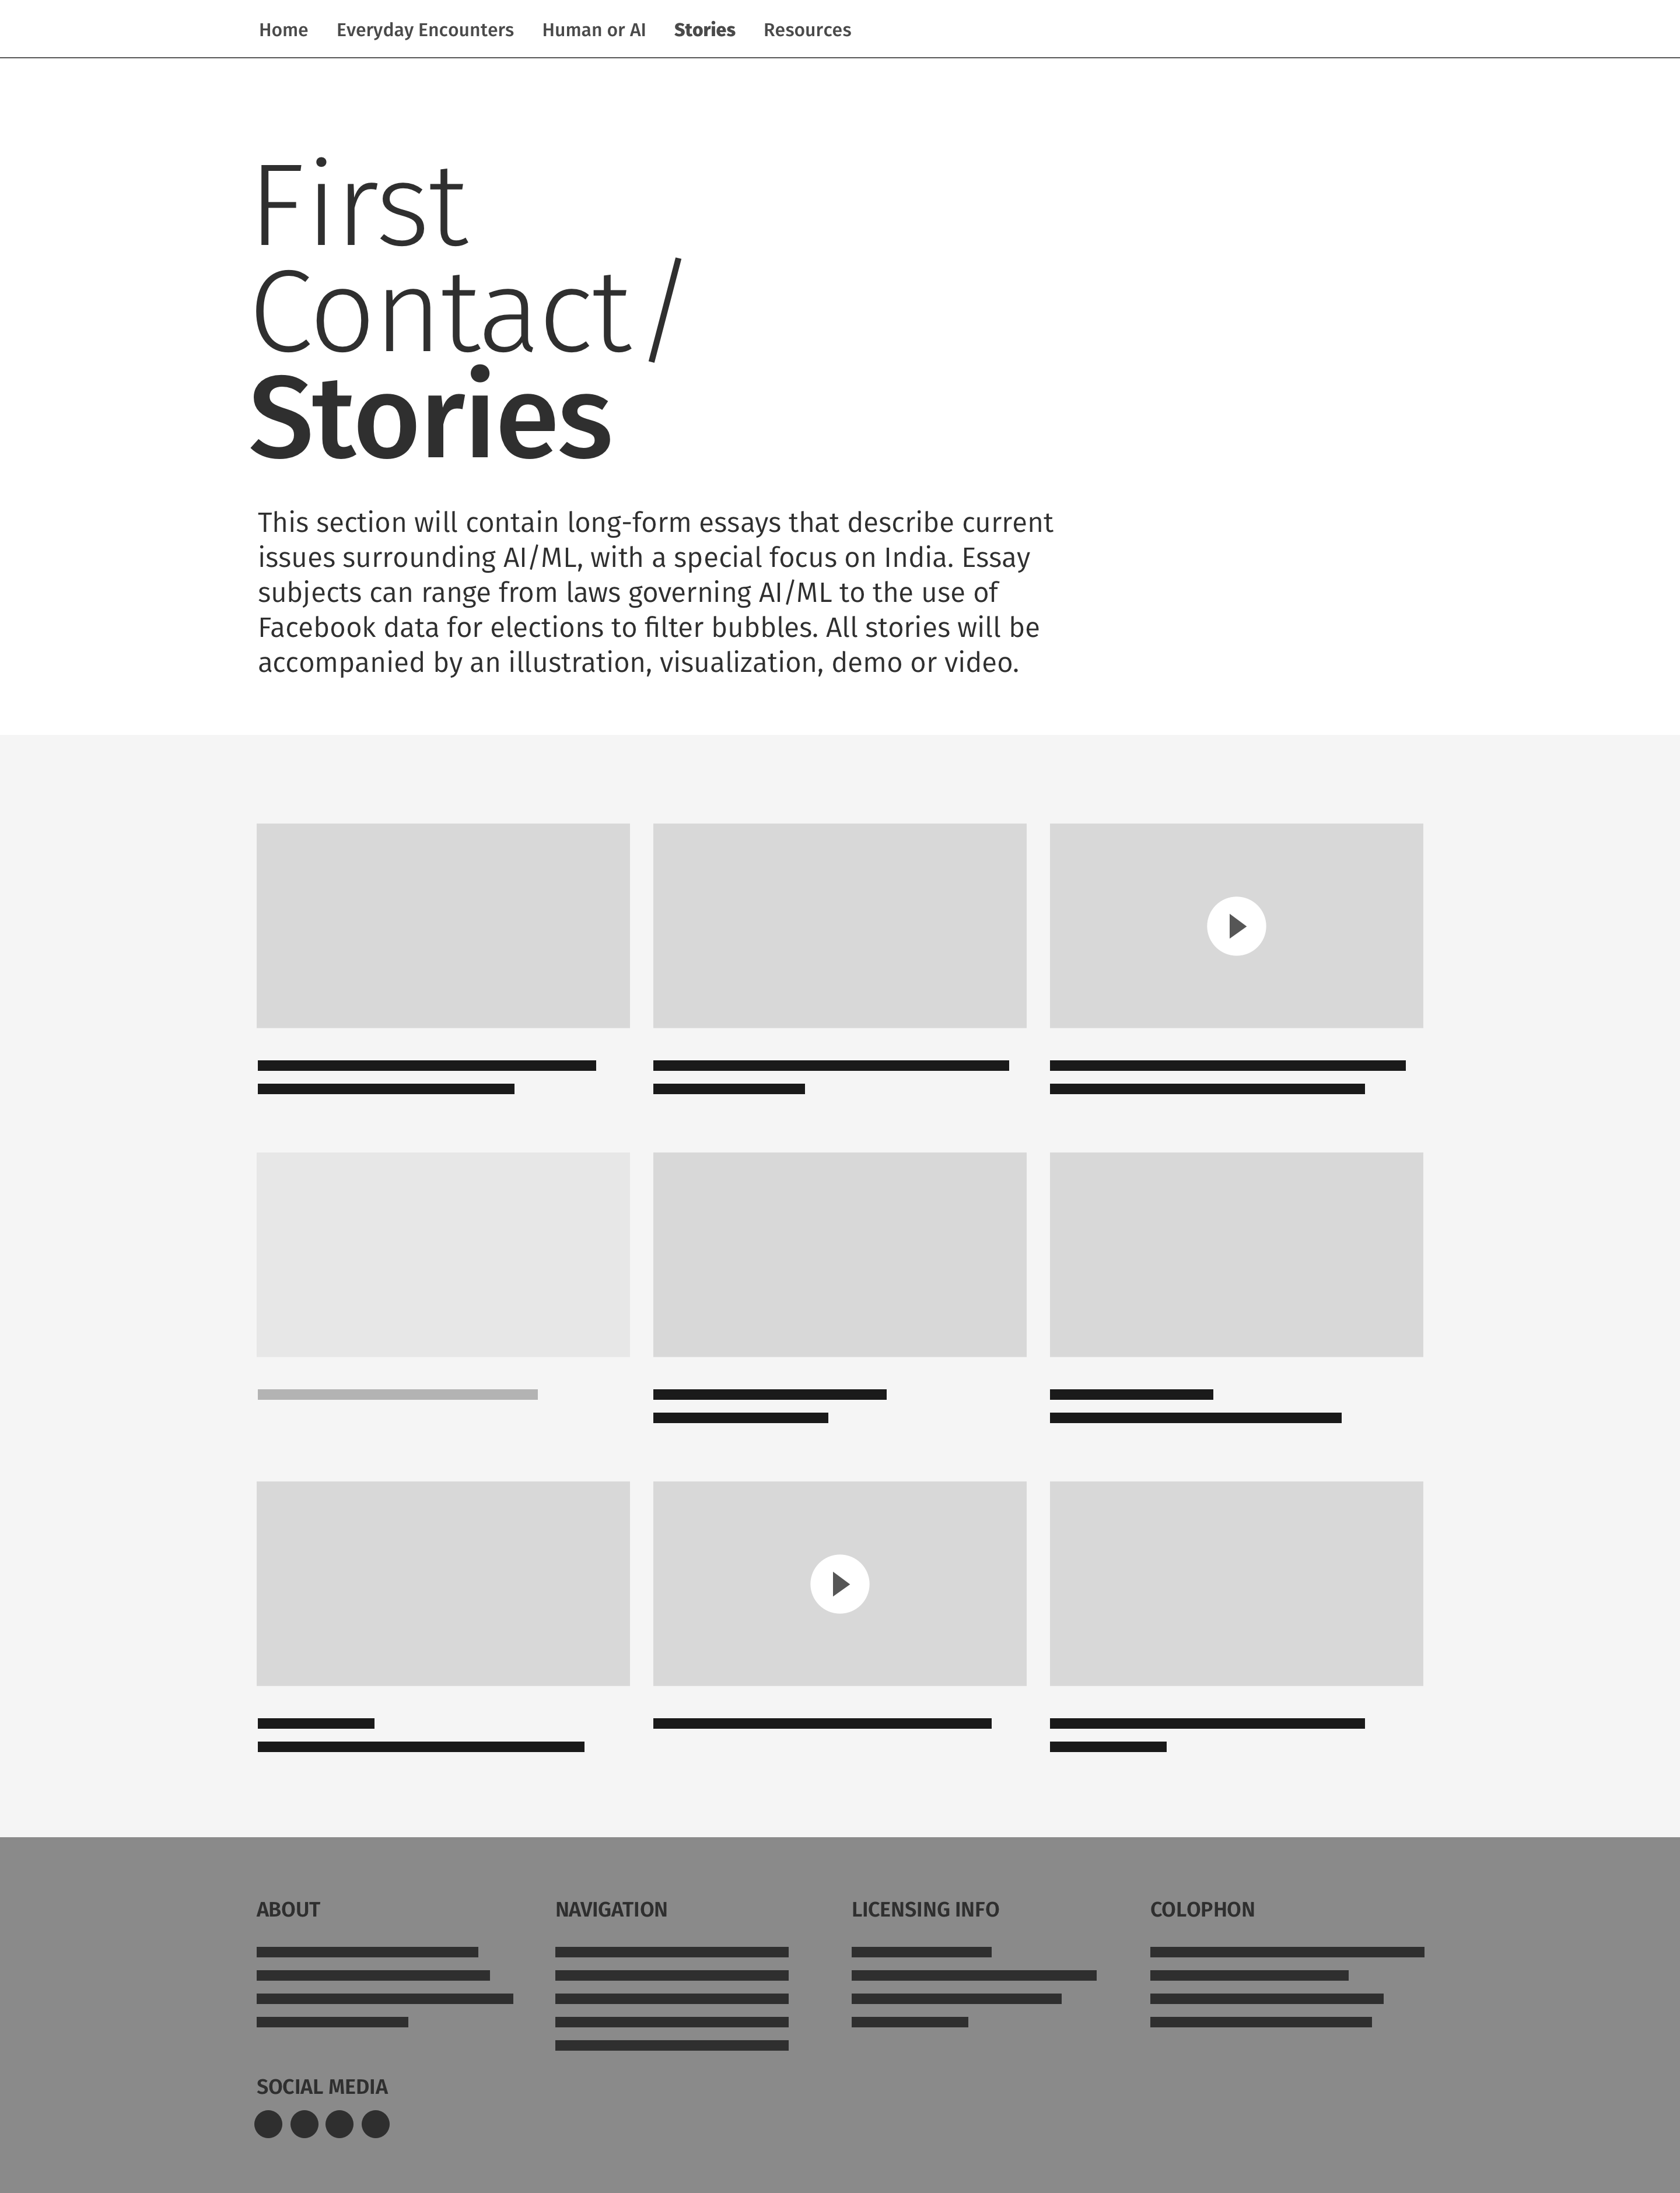 Home Everyday Encounters Human or AI Stories Resources
First
Contact/
Stories
This section will contain long-form essays that describe current
issues surrounding AI/ML, with a special focus on India. Essay
subjects can range from laws governing AI/ML to the use of
Facebook data for elections to filter bubbles. All stories will be
accompanied by an illustration, visualization, demo or video.
ABOUT NAVIGATION LICENSING INFO COLOPHON
SOCIAL MEDIA